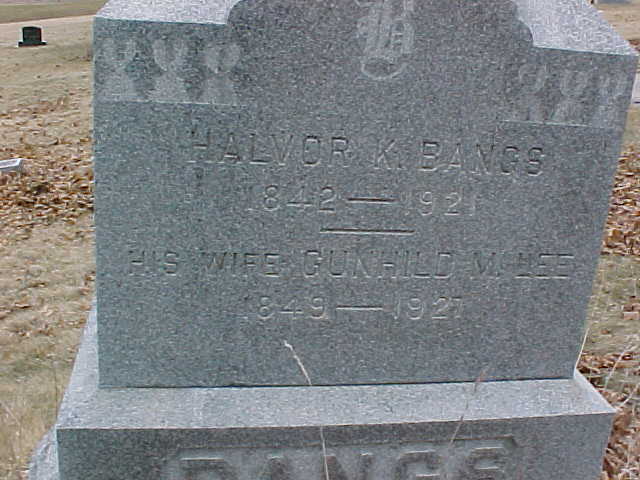 B
HALVOR K. BANGS
1842 — 1921
HIS WIFE GUNHILD M. LEE
1849 — 1927
BANGS